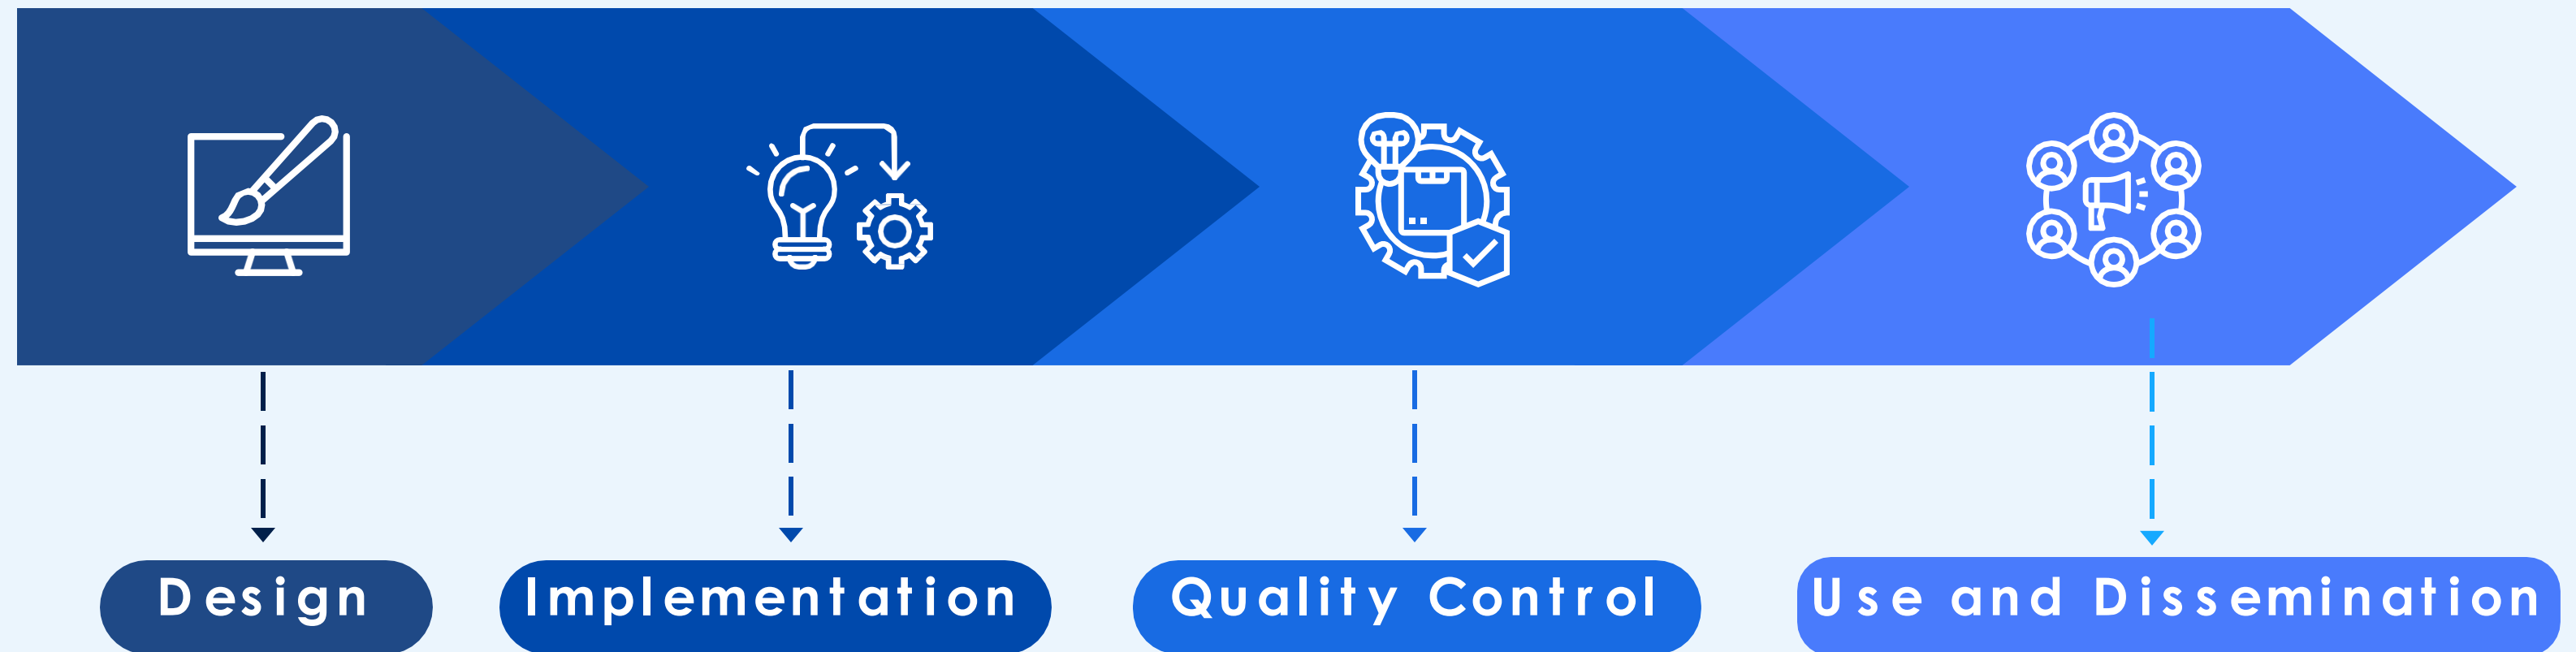 Design
Implementation
Quality Control
Use and Dissemination